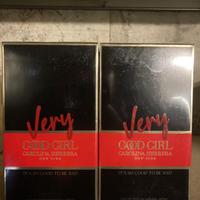 Very
GOOD GIRL
CAROLINA HERRERA
NEW YORK
IT'S SO GOOD TO BE BAD
Very
GOOD GIRL
CAROLINA HERRERA
NEW YORK
IT'S SO GOOD TO BE BAD